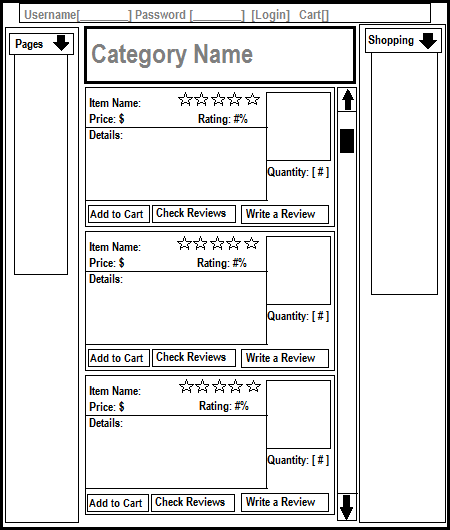 Username[_______] Password [_______] [Login] Cart[]
Pages
Shopping
Category Name
Item Name:
Price: $ Rating: #%
Details:
Quantity: [ # ]
Add to Cart Check Reviews Write a Review
Item Name:
Price: $ Rating: #%
Details:
Quantity: [ # ]
Add to Cart Check Reviews Write a Review
Item Name:
Price: $ Rating: #%
Details:
Quantity: [ # ]
Add to Cart Check Reviews Write a Review